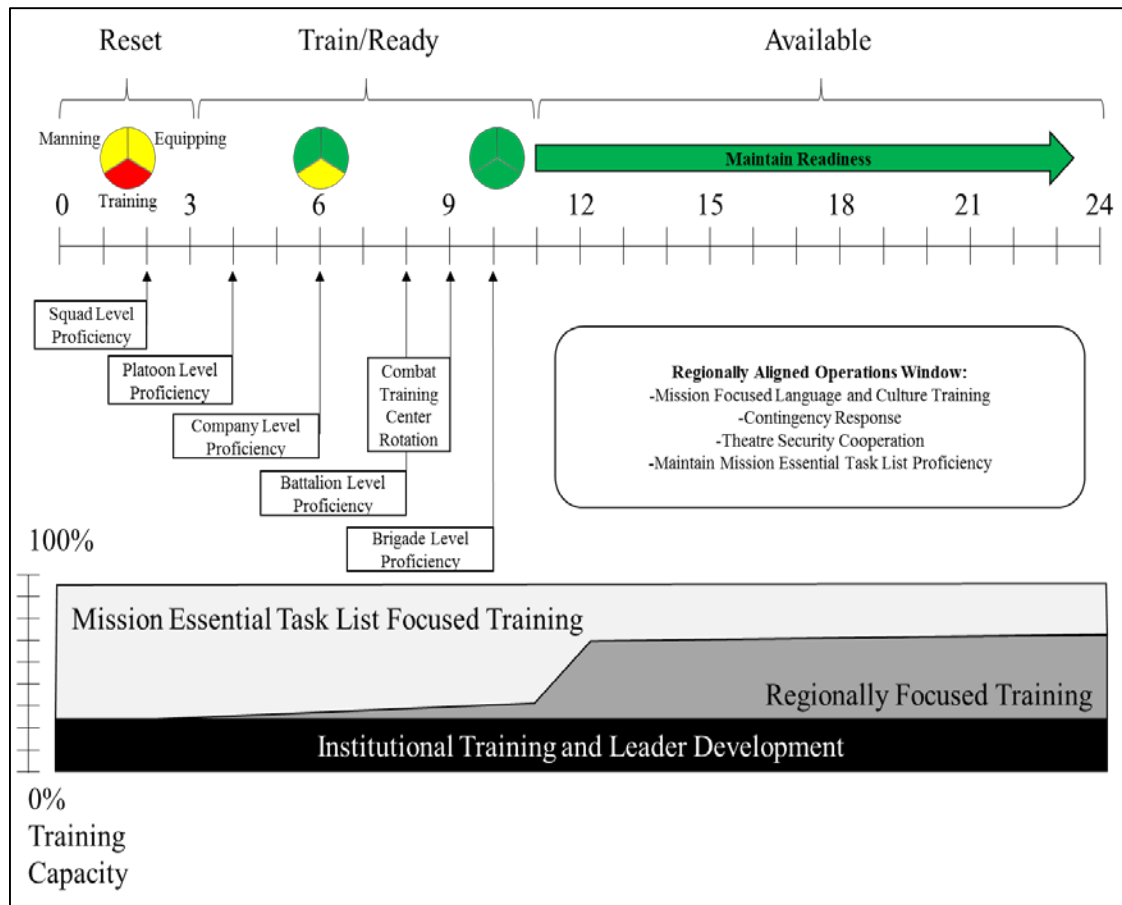 Reset
Train/Ready
Available
Manning
Equipping
Training
Maintain Readiness
0
3
6
9
12
15
18
21
24
Squad Level
Proficiency
Platoon Level
Proficiency
Company Level
Proficiency
Battalion Level
Proficiency
Combat
Training
Center
Rotation
Brigade Level
Proficiency
Regionally Aligned Operations Window:
-Mission Focused Language and Culture Training
-Contingency Response
-Theatre Security Cooperation
-Maintain Mission Essential Task List Proficiency
100%
Mission Essential Task List Focused Training
Regionally Focused Training
Institutional Training and Leader Development
0%
Training
Capacity